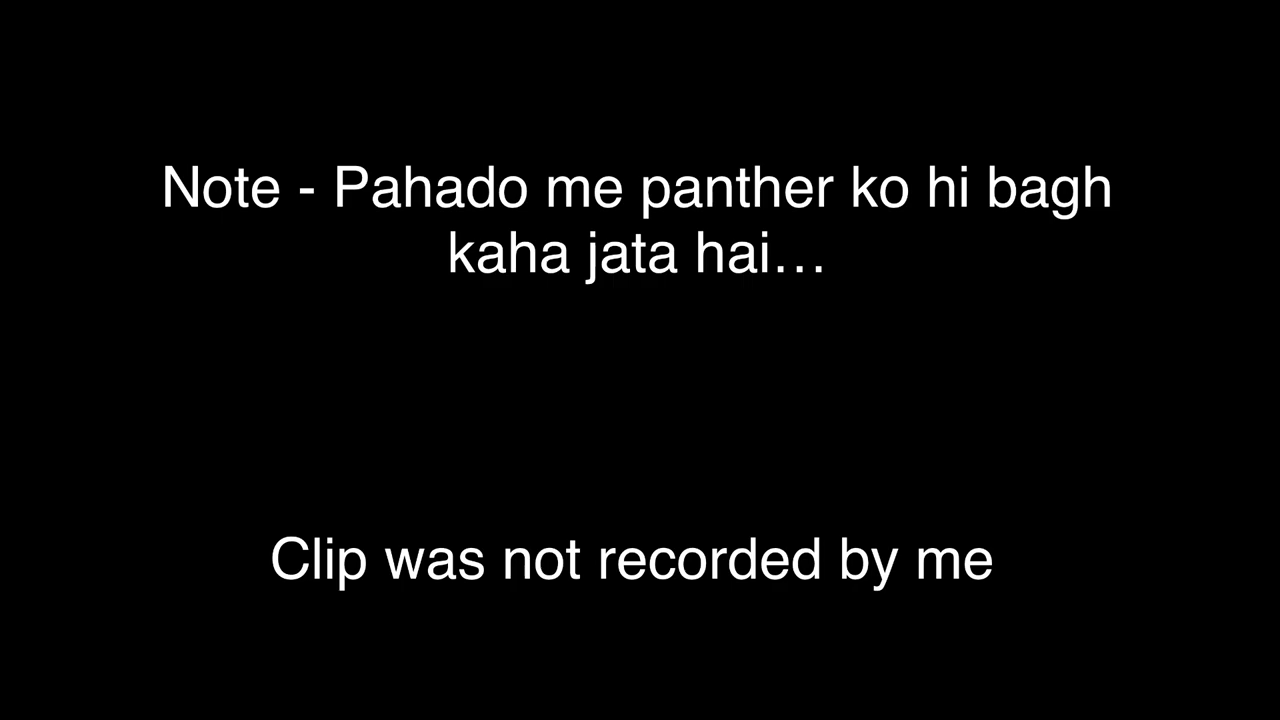 Note - Pahado me panther ko hi bagh
kaha jata hai…
Clip was not recorded by me